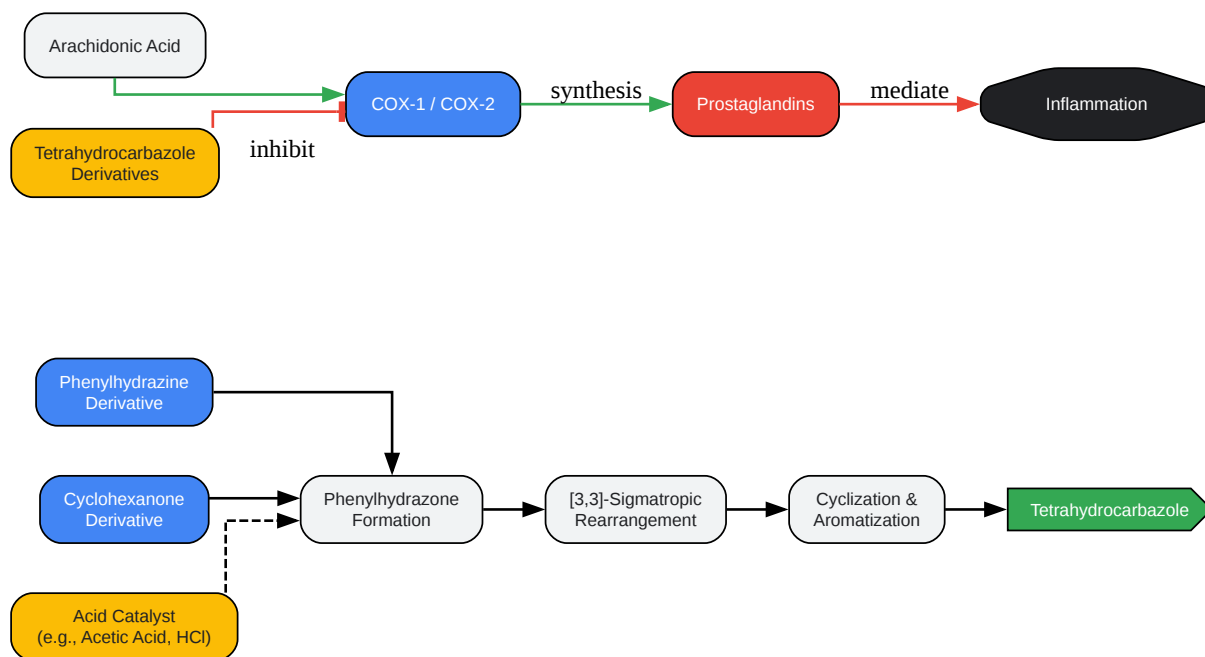 Arachidonic Acid
COX-1 / COX-2
synthesis
Prostaglandins
mediate
Inflammation
Tetrahydrocarbazole
Derivatives
inhibit
Phenylhydrazine
Derivative
Cyclohexanone
Derivative
Phenylhydrazone
Formation
[3,3]-Sigmatropic
Rearrangement
Cyclization &
Aromatization
Tetrahydrocarbazole
Acid Catalyst
(e.g., Acetic Acid, HCl)